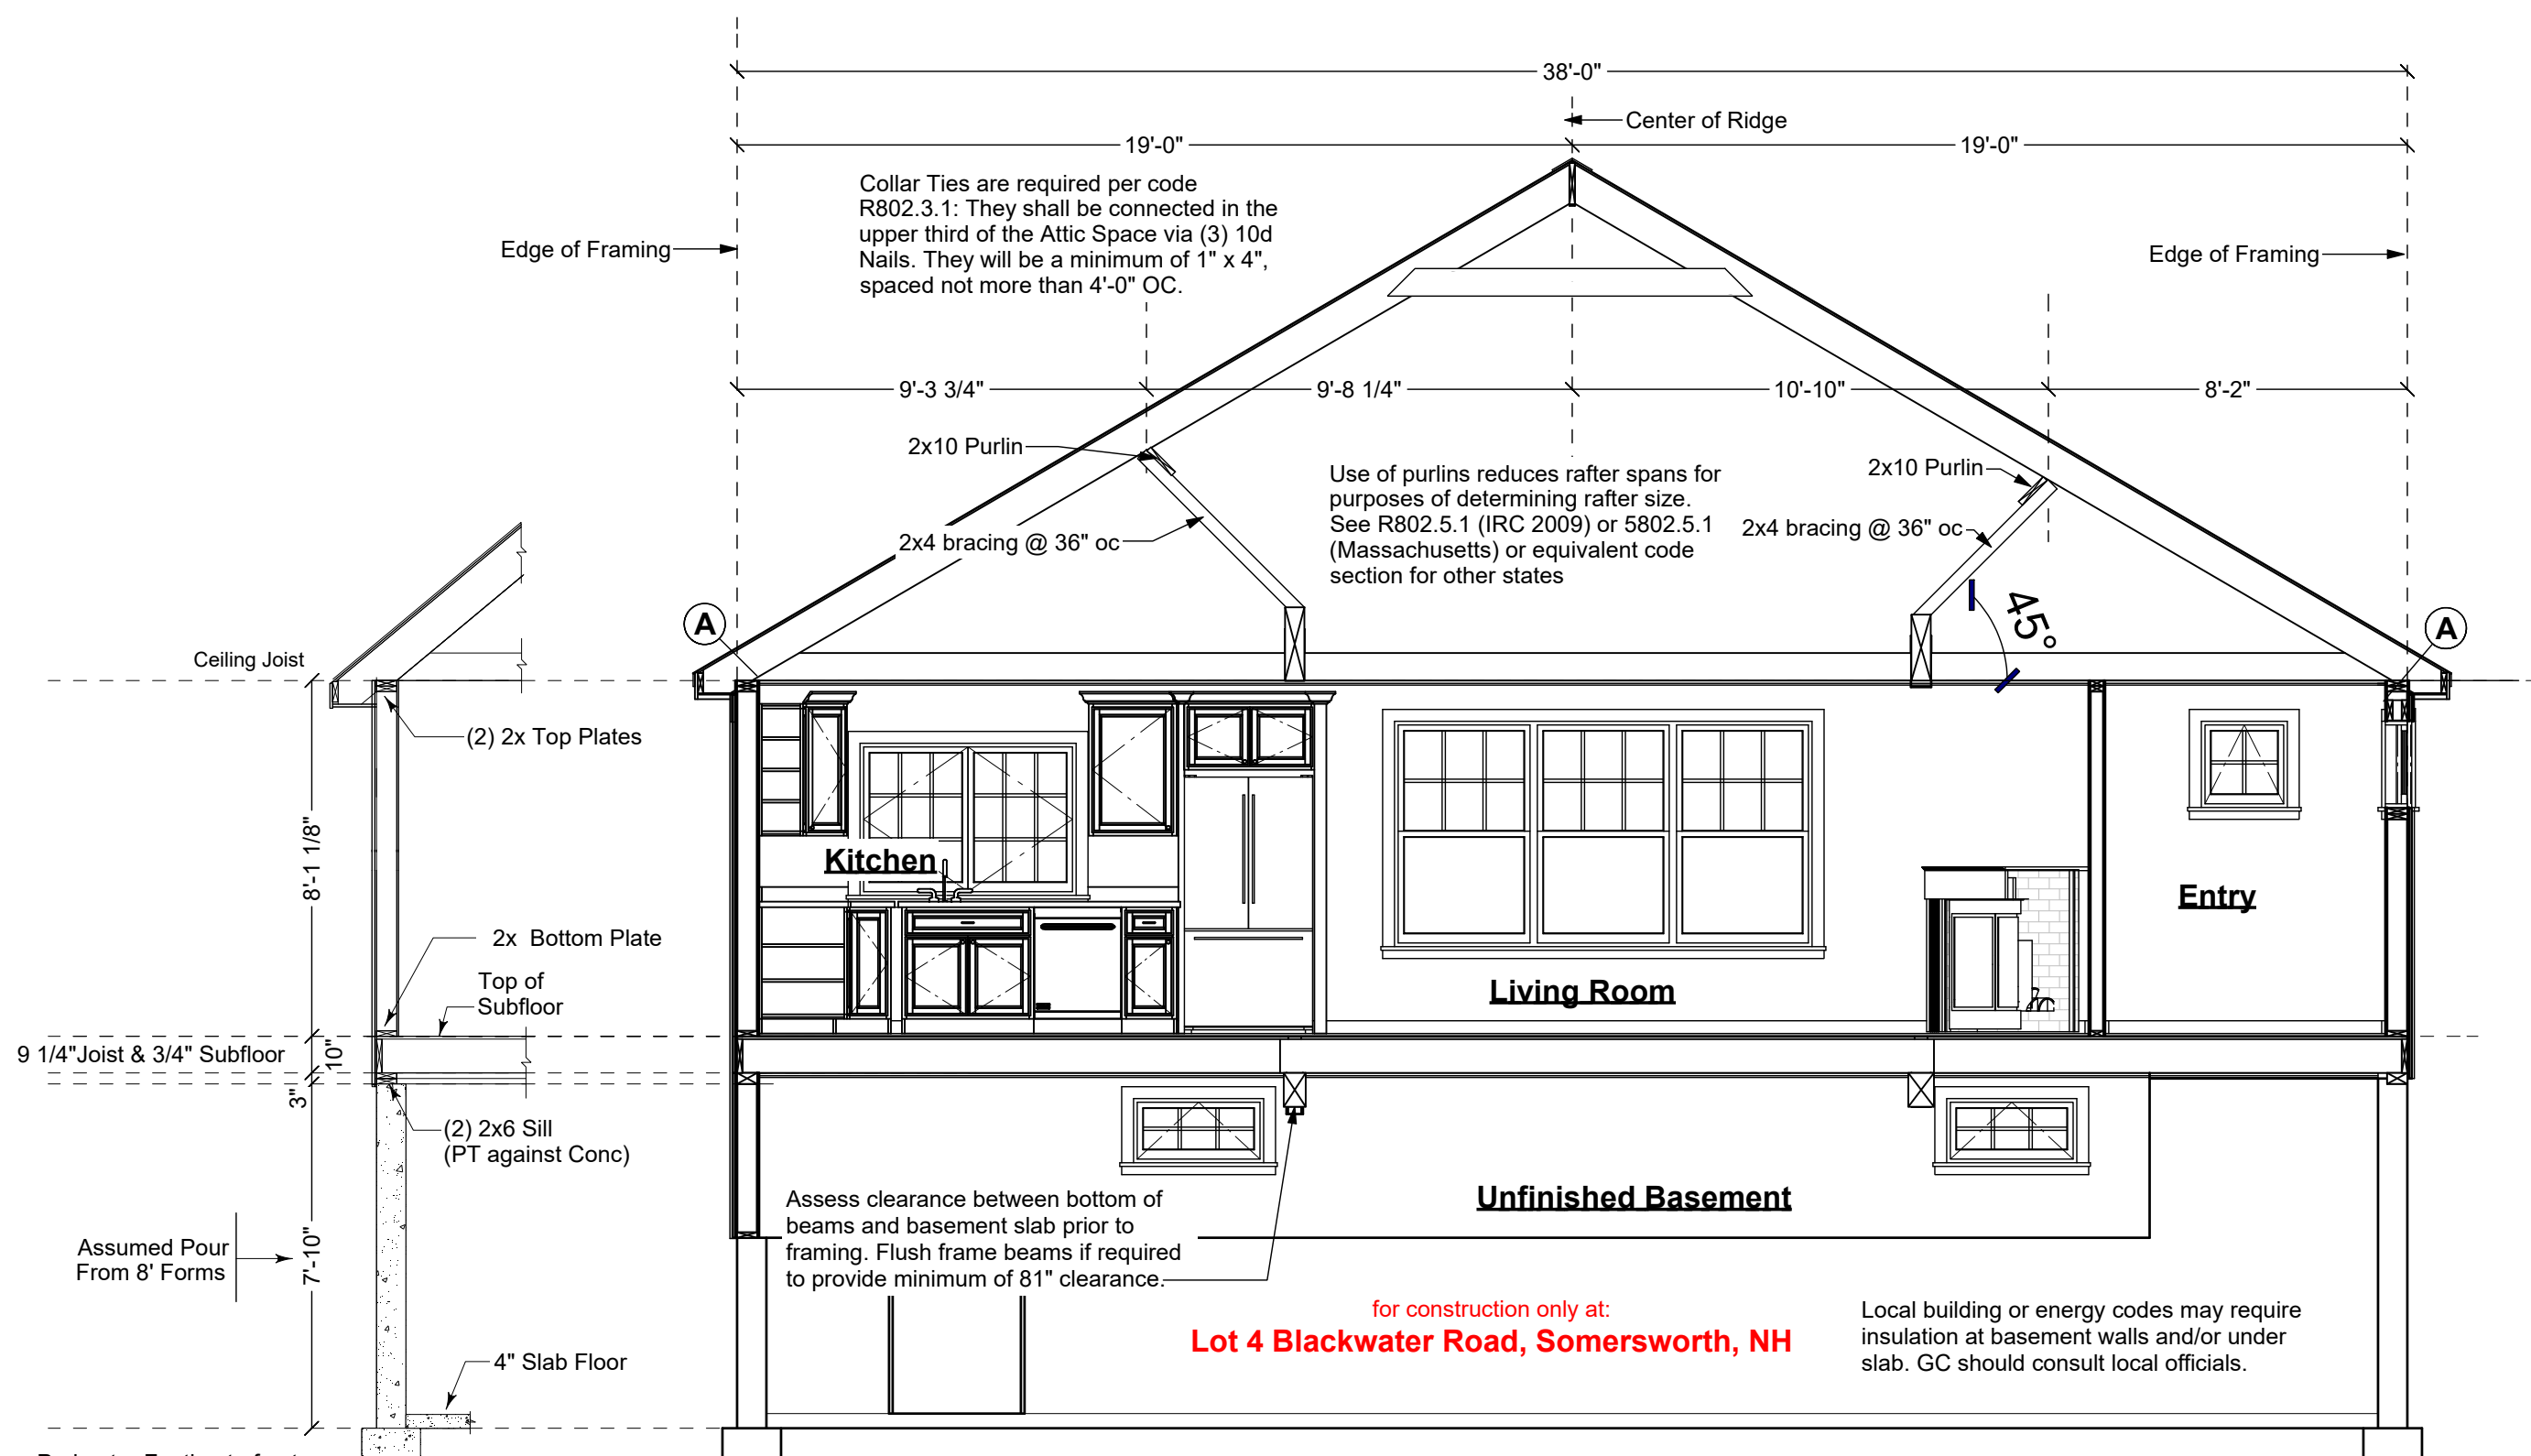 38'-0"
Center of Ridge
19'-0"
19'-0"
Collar Ties are required per code
R802.3.1: They shall be connected in the
upper third of the Attic Space via (3) 10d
Nails. They will be a minimum of 1" x 4",
spaced not more than 4'-0" OC.
Edge of Framing
Edge of Framing
9'-3 3/4"
9'-8 1/4"
10'-10"
8'-2"
2x10 Purlin
Use of purlins reduces rafter spans for
purposes of determining rafter size.
See R802.5.1 (IRC 2009) or 5802.5.1
(Massachusetts) or equivalent code
section for other states
2x10 Purlin
2x4 bracing @ 36" oc
2x4 bracing @ 36" oc
45°
A
A
Ceiling Joist
(2) 2x Top Plates
8'-1 1/8"
Kitchen
Living Room
Entry
2x Bottom Plate
Top of
Subfloor
9 1/4"Joist & 3/4" Subfloor
10"
3"
(2) 2x6 Sill
(PT against Conc)
Assess clearance between bottom of
beams and basement slab prior to
framing. Flush frame beams if required
to provide minimum of 81" clearance.
Unfinished Basement
Assumed Pour
From 8' Forms
7'-10"
for construction only at:
Lot 4 Blackwater Road, Somersworth, NH
Local building or energy codes may require
insulation at basement walls and/or under
slab. GC should consult local officials.
4" Slab Floor